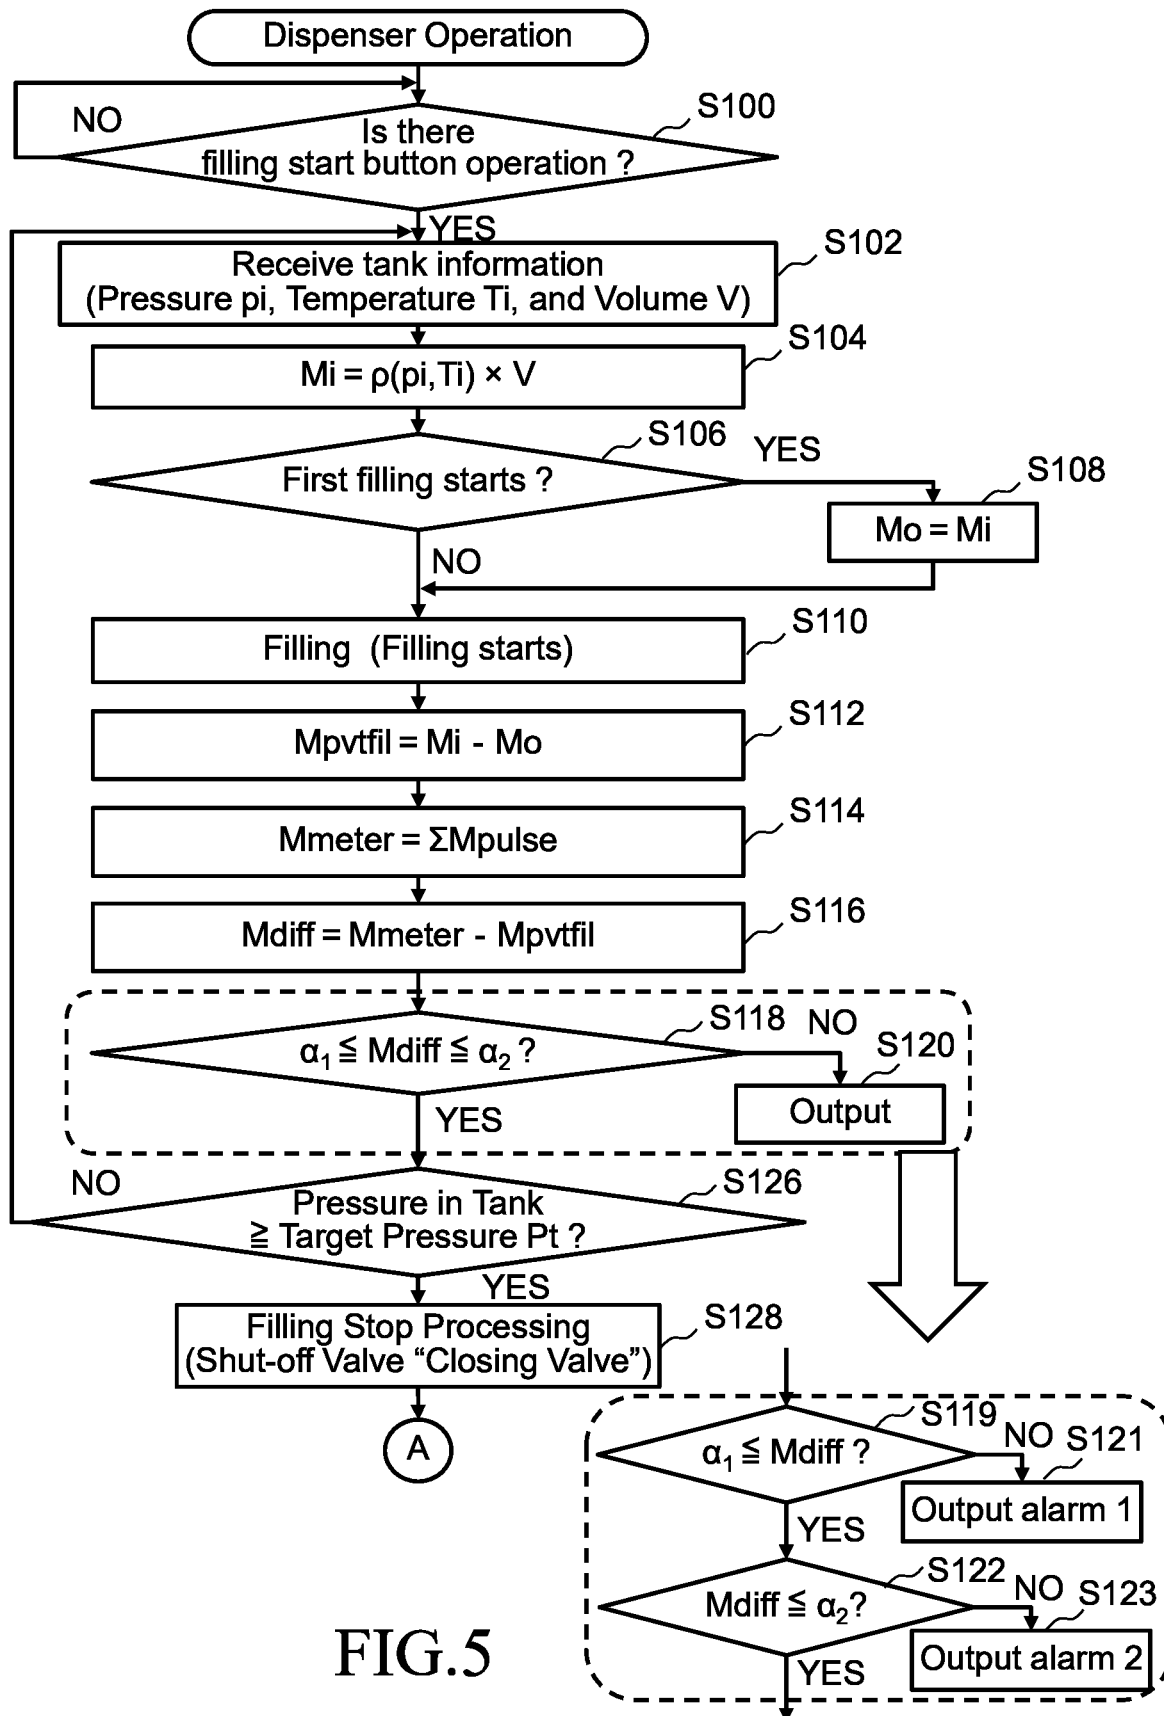 Dispenser Operation
NO
S100
Is there
filling start button operation ?
YES
S102
Receive tank information
(Pressure pi, Temperature Ti, and Volume V)
S104
Mi = ρ(pi,Ti) × V
S106
YES
First filling starts ?
S108
Mo = Mi
NO
S110
Filling (Filling starts)
S112
Mpvtfil = Mi - Mo
S114
Mmeter = ΣMpulse
S116
Mdiff = Mmeter - Mpvtfil
S118
NO
α₁ ≦ Mdiff ≦ α₂ ?
S120
Output
YES
NO
S126
Pressure in Tank
≧ Target Pressure Pt ?
YES
S128
Filling Stop Processing
(Shut-off Valve “Closing Valve”)
A
S119
NO
S121
α₁ ≦ Mdiff ?
Output alarm 1
YES
S122
NO
S123
Mdiff ≦ α₂?
Output alarm 2
YES
FIG.5